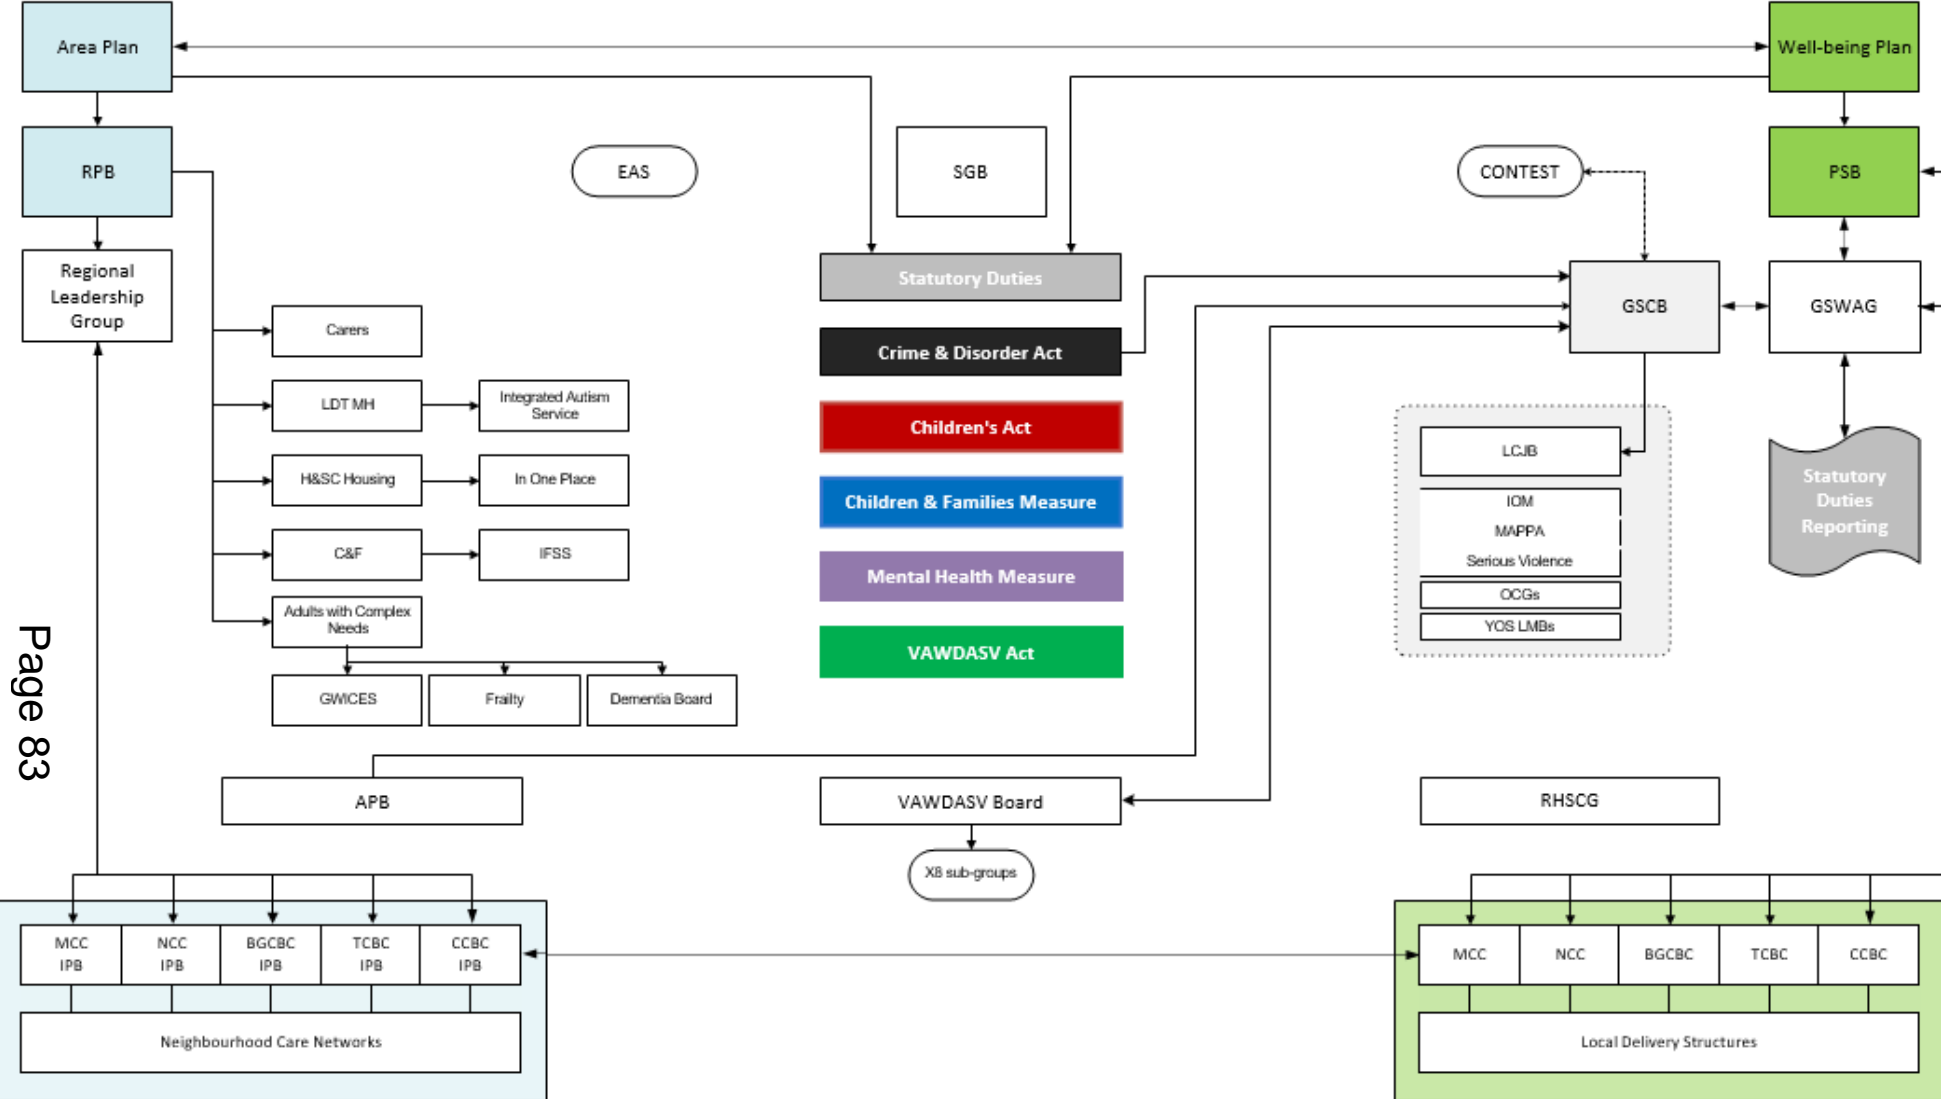 Area Plan
Well-being Plan
RPB
EAS
SGB
CONTEST
PSB
Regional
Leadership
Group
Statutory Duties
GSCB
GSWAG
Carers
Crime & Disorder Act
LDT MH
Integrated Autism
Service
Children's Act
LCJB
H&SC Housing
In One Place
Children & Families Measure
IOM
MAPPA
Serious Violence
Statutory
Duties
Reporting
C&F
IFSS
Mental Health Measure
OCGs
YOS LMBs
Adults with Complex
Needs
VAWDASV Act
GWICES
Frailty
Dementia Board
Page 83
APB
VAWDASV Board
RHSCG
X8 sub-groups
MCC
IPB
NCC
IPB
BGCBC
IPB
TCBC
IPB
CCBC
IPB
MCC
NCC
BGCBC
TCBC
CCBC
Neighbourhood Care Networks
Local Delivery Structures